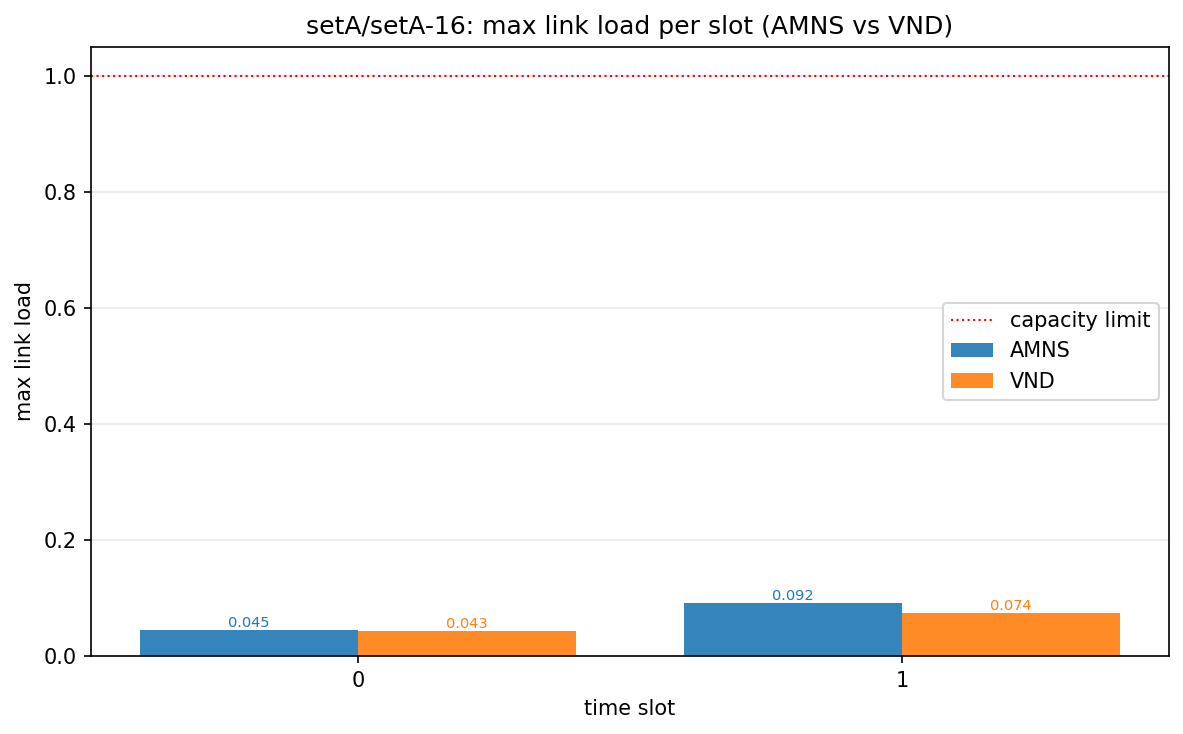 setA/setA-16: max link load per slot (AMNS vs VND)
max link load
1.0
0.8
0.6
0.4
0.2
0.0
capacity limit
AMNS
VND
0.045
0.043
0.092
0.074
0
1
time slot